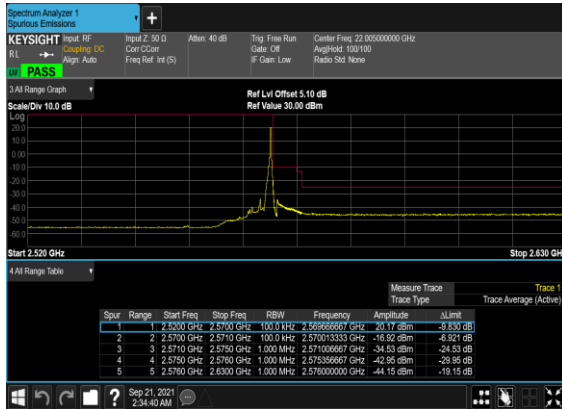 Spectrum Analyzer 1
Spurious Emissions
KEYSIGHT Input: RF Input Z: 50 Ω Atten: 40 dB Trig: Free Run Center Freq: 22.005000000 GHz
RL Coupling: DC Corr CCorr Gate: Off Avg|Hold: 100/100
Align: Auto Freq Ref: Int (S) IF Gain: Low Radio Std: None
PASS
3 All Range Graph
Ref Lvl Offset 5.10 dB
Scale/Div 10.0 dB Ref Value 30.00 dBm
Log
20.0
10.0
0.00
-10.0
-20.0
-30.0
-40.0
-50.0
-60.0
Start 2.520 GHz Stop 2.630 GH
4 All Range Table
Measure Trace Trace 1
Trace Type Trace Average (Active)
Spur Range Start Freq Stop Freq RBW Frequency Amplitude ΔLimit
1 1 2.5200 GHz 2.5700 GHz 100.0 kHz 2.569666667 GHz 20.17 dBm -9.830 dB
2 2 2.5700 GHz 2.5710 GHz 100.0 kHz 2.570013333 GHz -16.92 dBm -6.921 dB
3 3 2.5710 GHz 2.5750 GHz 1.000 MHz 2.571006667 GHz -34.53 dBm -24.53 dB
4 4 2.5750 GHz 2.5760 GHz 1.000 MHz 2.575356667 GHz -42.95 dBm -29.95 dB
5 5 2.5760 GHz 2.6300 GHz 1.000 MHz 2.576000000 GHz -44.15 dBm -19.15 dB
? Sep 21, 2021
2:34:40 AM